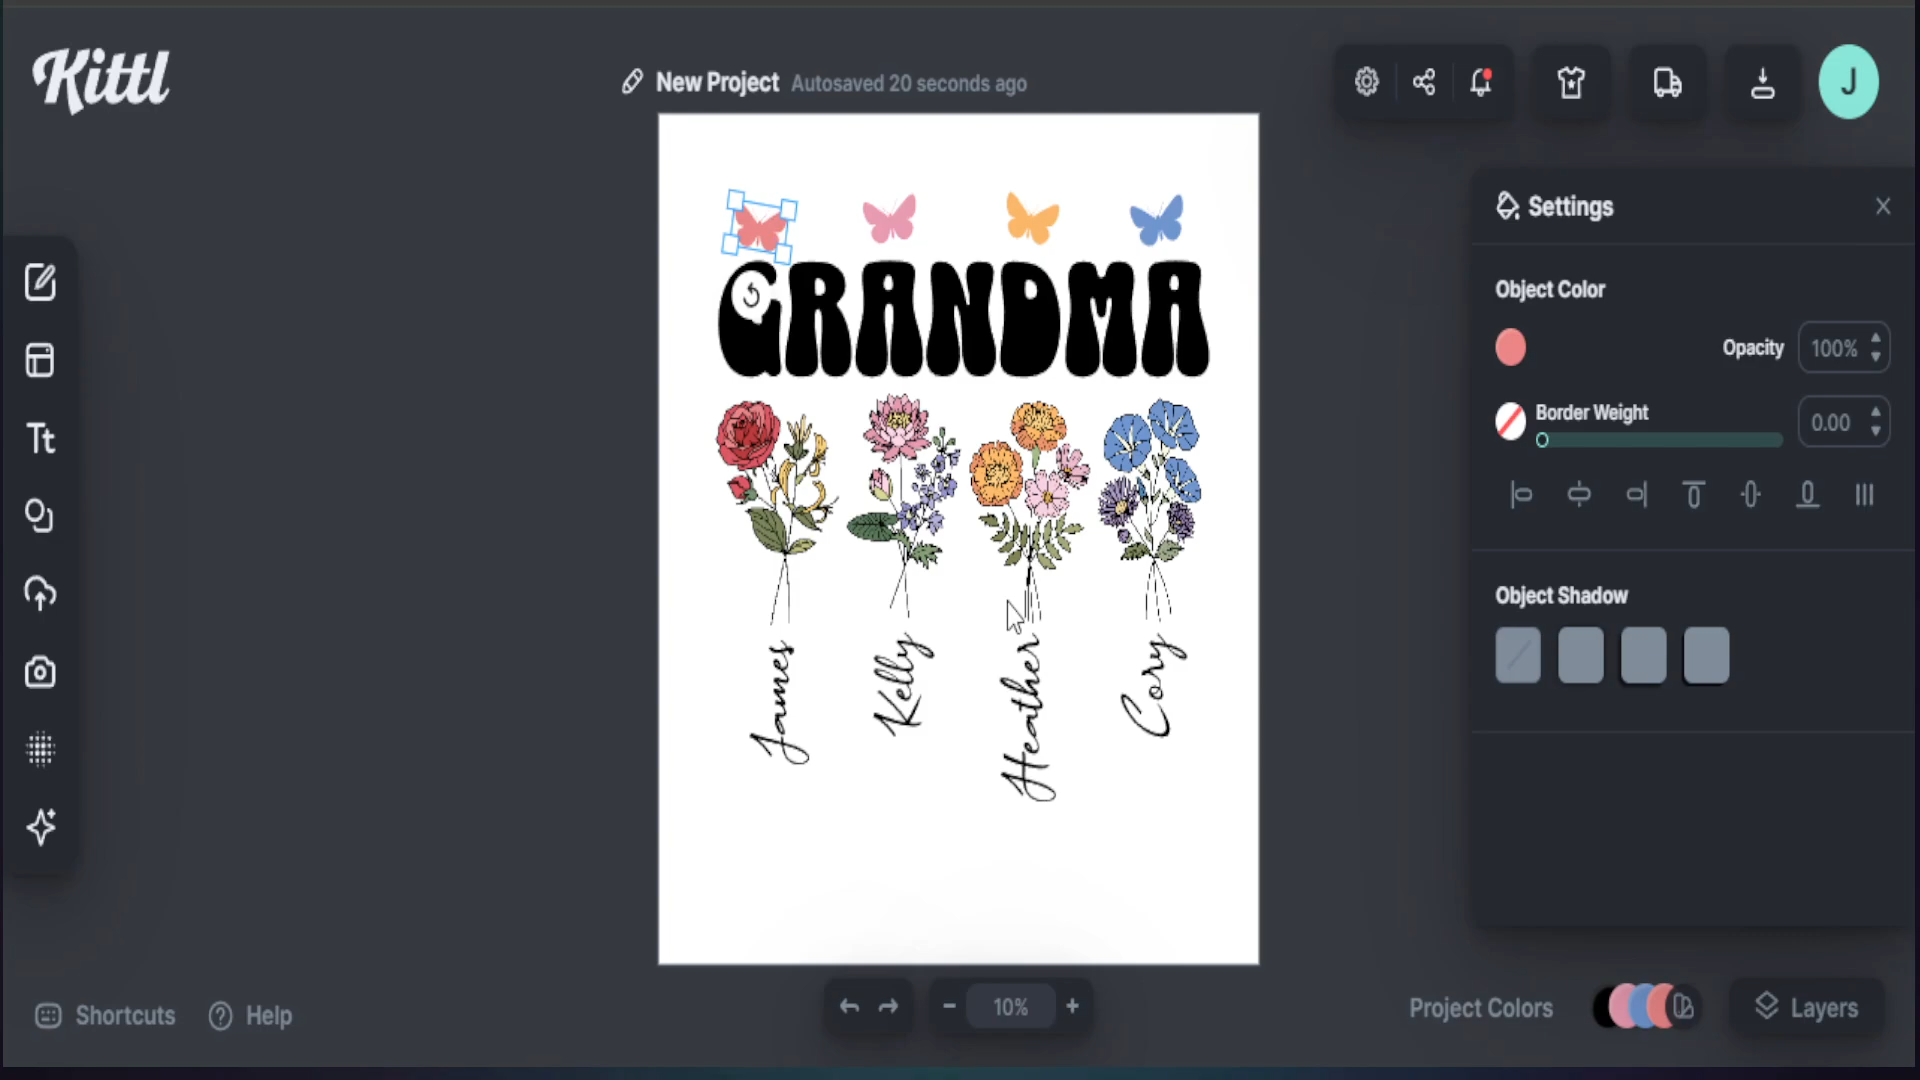 Kittl
New Project Autosaved 20 seconds ago
J
Settings
Object Color
Opacity 100%
Border Weight 0.00
Object Shadow
Tt
GRANDMA
James
Kelly
Heather
Cory
Shortcuts
Help
10%
Project Colors
Layers